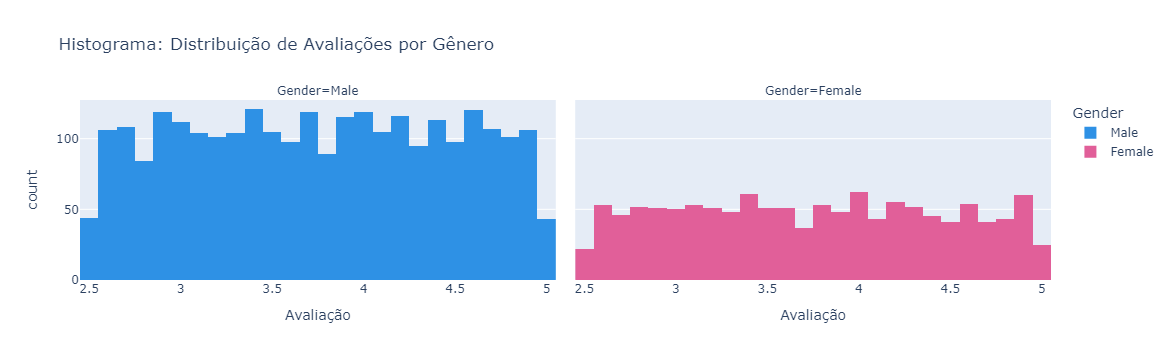 Histograma: Distribuição de Avaliações por Gênero
Gender=Male
Gender=Female
Gender
Male
Female
count
100
50
0
2.5 3 3.5 4 4.5 5
2.5 3 3.5 4 4.5 5
Avaliação
Avaliação